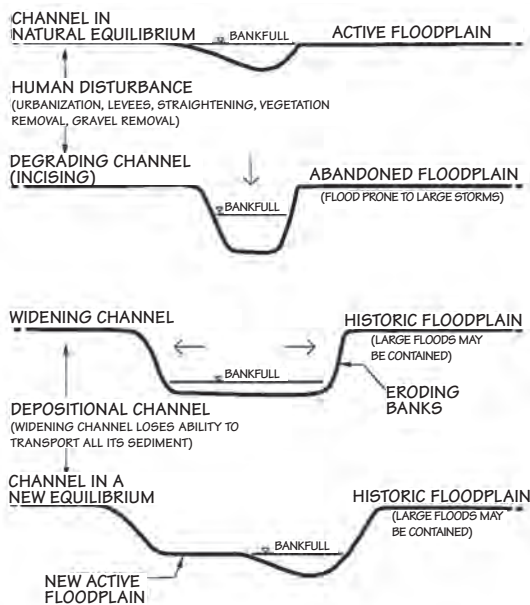 CHANNEL IN
NATURAL EQUILIBRIUM
BANKFULL
ACTIVE FLOODPLAIN
HUMAN DISTURBANCE
(URBANIZATION, LEVEES, STRAIGHTENING, VEGETATION
REMOVAL, GRAVEL REMOVAL)
DEGRADING CHANNEL
(INCISING)
BANKFULL
ABANDONED FLOODPLAIN
(FLOOD PRONE TO LARGE STORMS)
WIDENING CHANNEL
HISTORIC FLOODPLAIN
(LARGE FLOODS MAY
BE CONTAINED)
BANKFULL
ERODING
BANKS
DEPOSITIONAL CHANNEL
(WIDENING CHANNEL LOSES ABILITY TO
TRANSPORT ALL ITS SEDIMENT)
CHANNEL IN A
NEW EQUILIBRIUM
HISTORIC FLOODPLAIN
(LARGE FLOODS MAY
BE CONTAINED)
BANKFULL
NEW ACTIVE
FLOODPLAIN